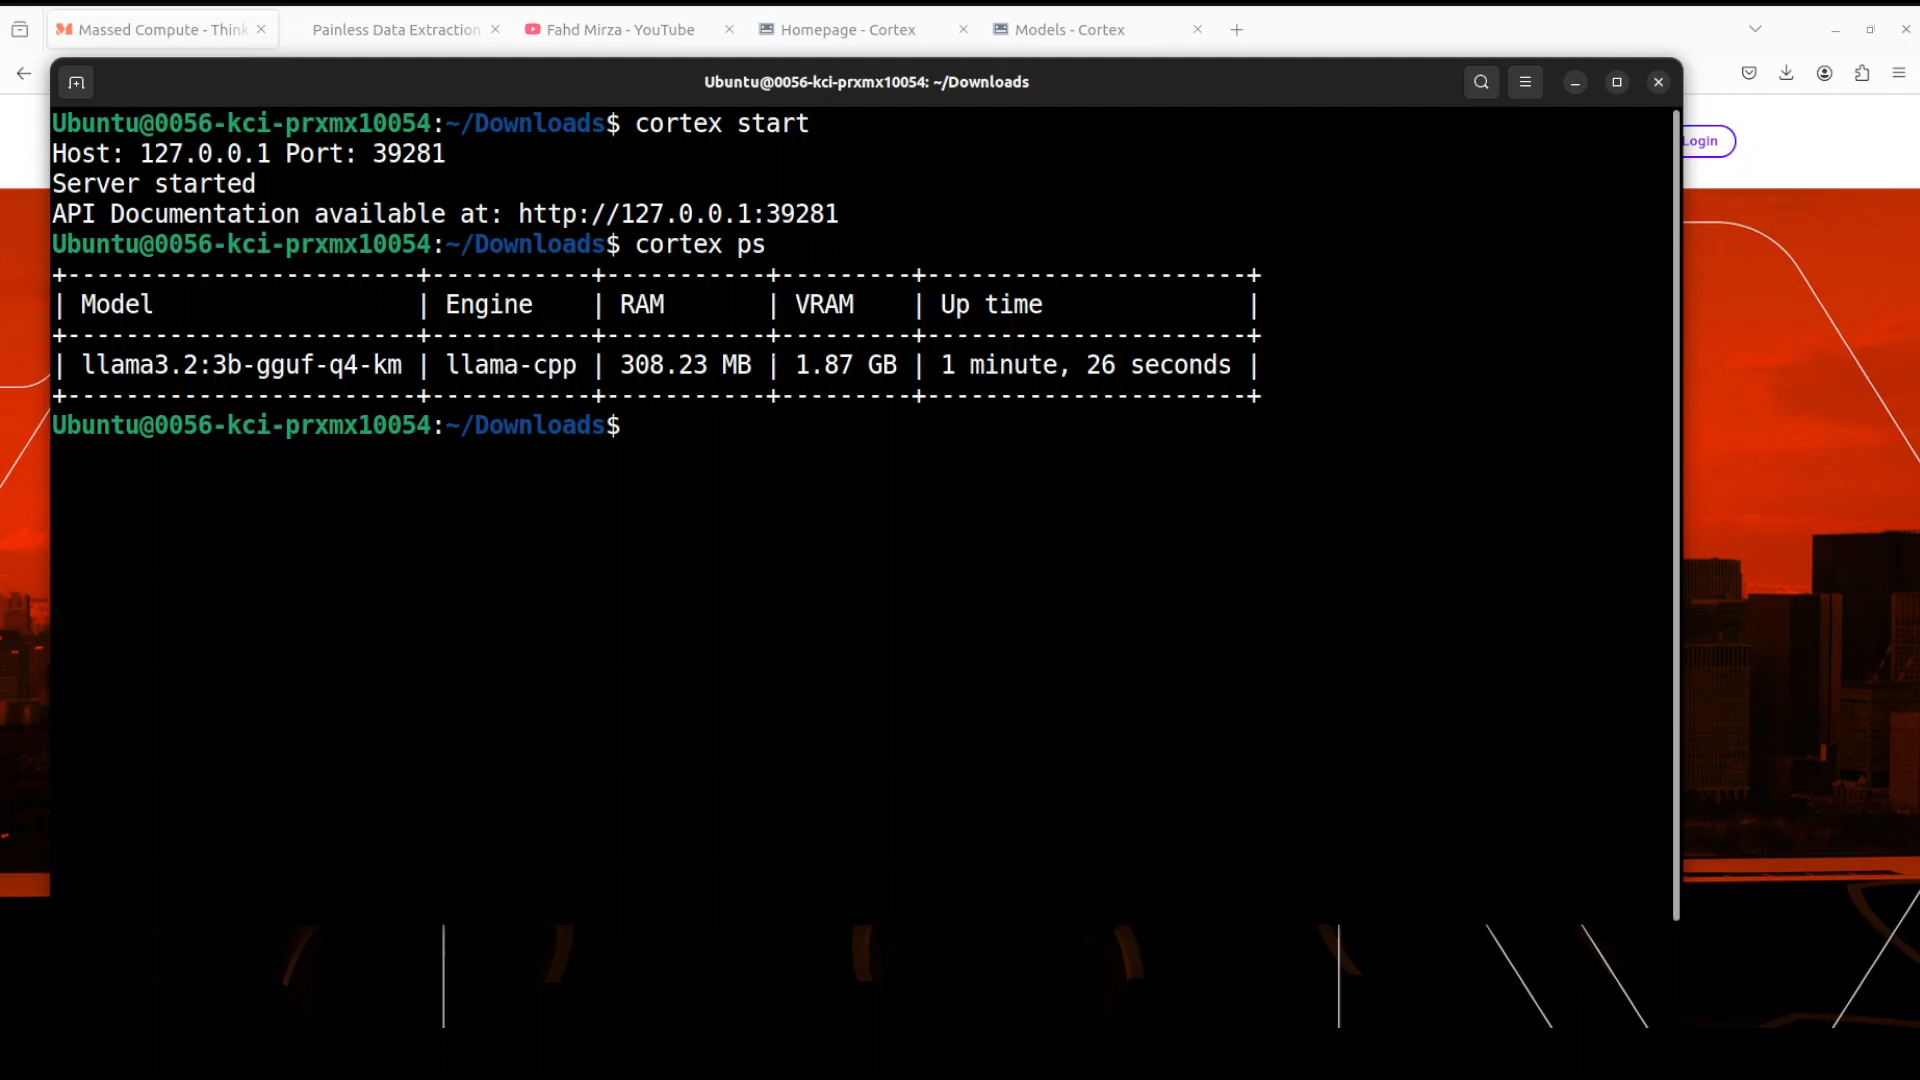 Massed Compute - Think
Painless Data Extraction
Fahd Mirza - YouTube
Homepage - Cortex
Models - Cortex
Ubuntu@0056-kci-prxmx10054: ~/Downloads
Login
Ubuntu@0056-kci-prxmx10054:~/Downloads$ cortex start
Host: 127.0.0.1 Port: 39281
Server started
API Documentation available at: http://127.0.0.1:39281
Ubuntu@0056-kci-prxmx10054:~/Downloads$ cortex ps
+------------------------+-----------+-----------+---------+----------------------+
| Model                  | Engine    | RAM       | VRAM    | Up time              |
+------------------------+-----------+-----------+---------+----------------------+
| llama3.2:3b-gguf-q4-km | llama-cpp | 308.23 MB | 1.87 GB | 1 minute, 26 seconds |
+------------------------+-----------+-----------+---------+----------------------+
Ubuntu@0056-kci-prxmx10054:~/Downloads$